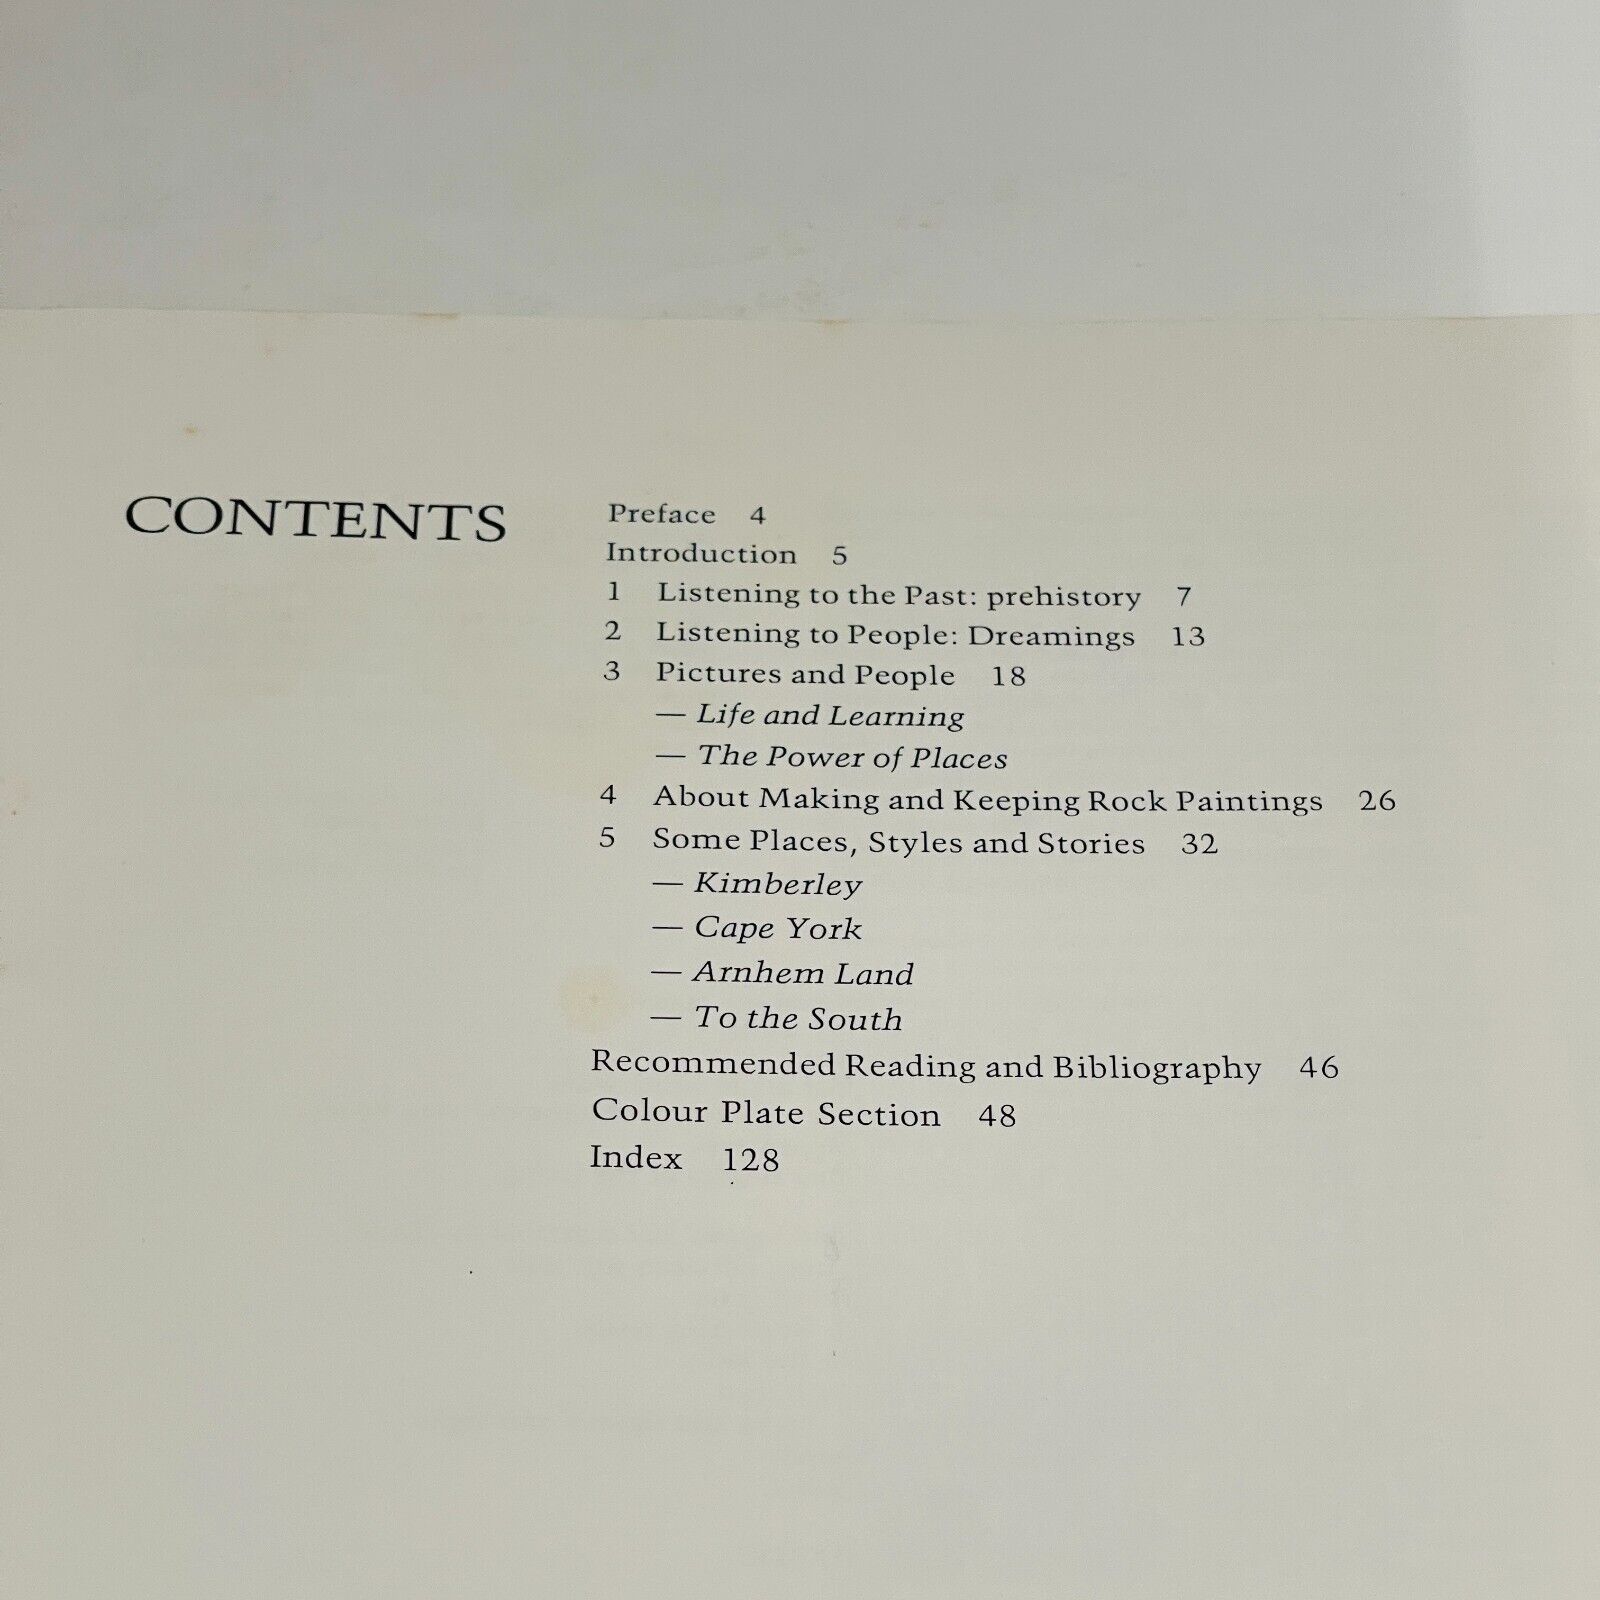 CONTENTS
Preface 4
Introduction 5
1 Listening to the Past: prehistory 7
2 Listening to People: Dreamings 13
3 Pictures and People 18
— Life and Learning
— The Power of Places
4 About Making and Keeping Rock Paintings 26
5 Some Places, Styles and Stories 32
— Kimberley
— Cape York
— Arnhem Land
— To the South
Recommended Reading and Bibliography 46
Colour Plate Section 48
Index 128